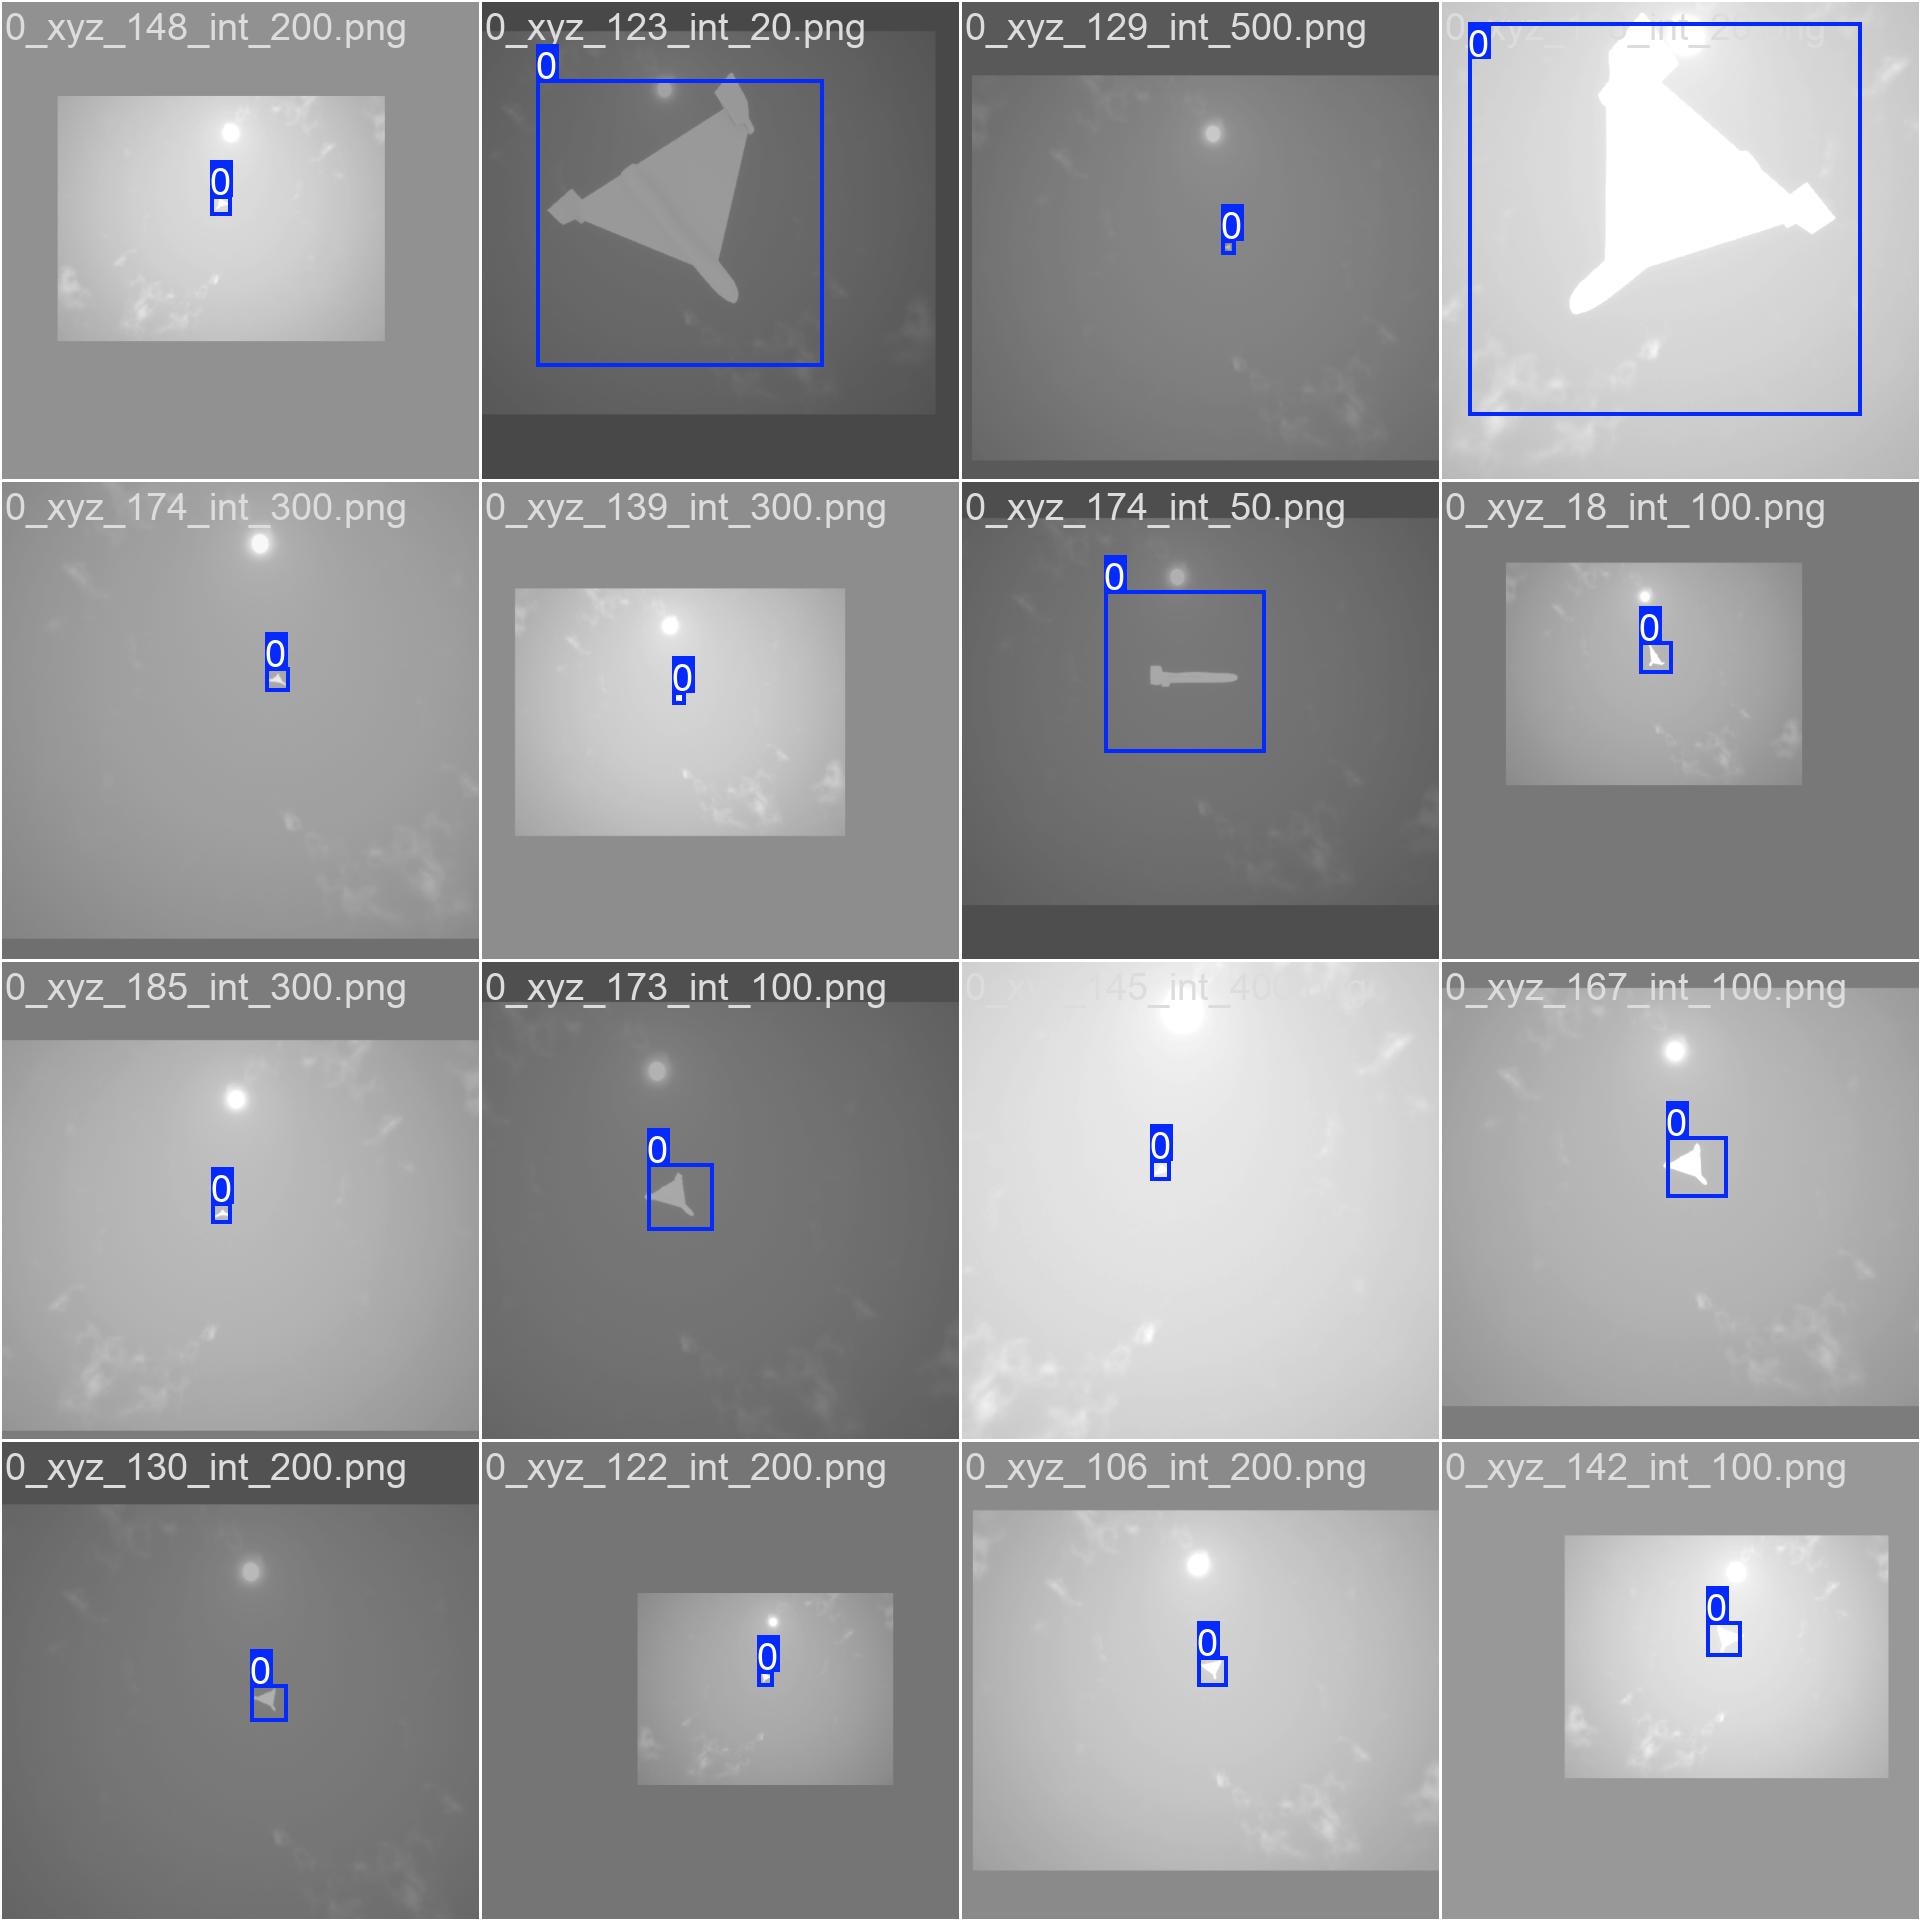 0_xyz_148_int_200.png
0_xyz_123_int_20.png
0_xyz_129_int_500.png
0
0
0
0
0_xyz_174_int_300.png
0_xyz_139_int_300.png
0_xyz_174_int_50.png
0_xyz_18_int_100.png
0
0
0
0
0_xyz_185_int_300.png
0_xyz_173_int_100.png
0_xyz_167_int_100.png
0
0
0
0
0_xyz_130_int_200.png
0_xyz_122_int_200.png
0_xyz_106_int_200.png
0_xyz_142_int_100.png
0
0
0
0